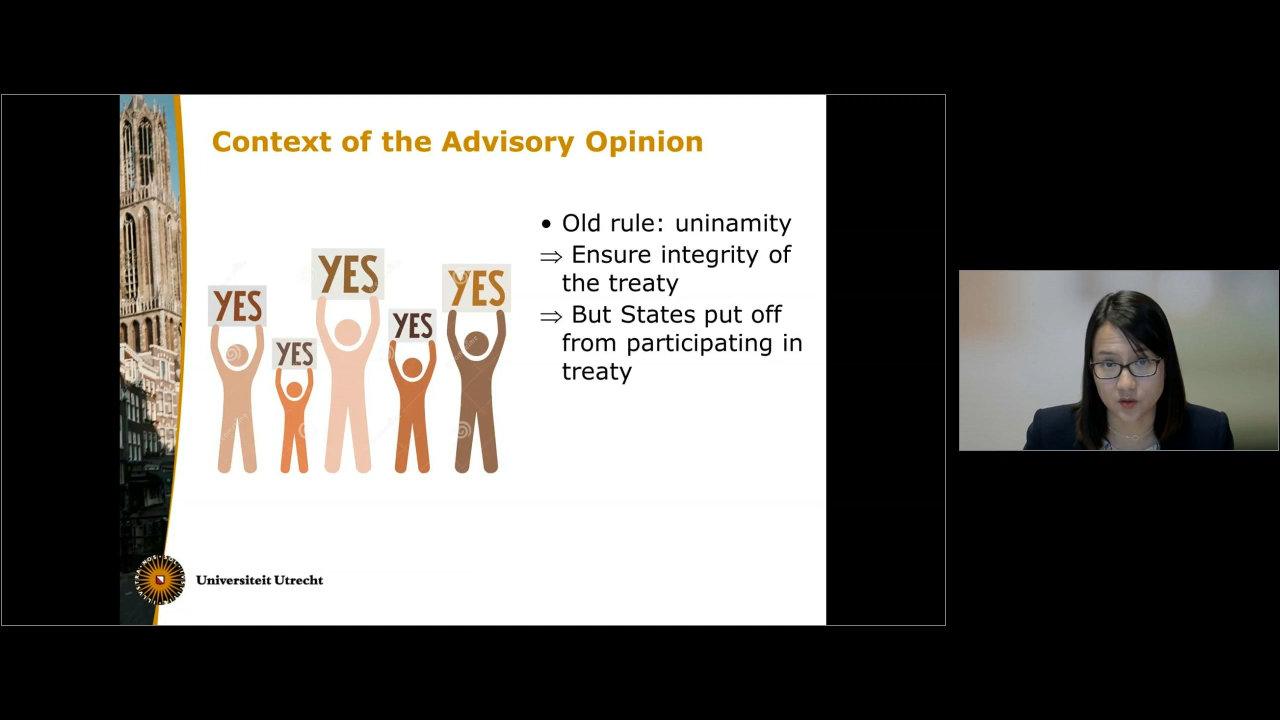 Context of the Advisory Opinion
• Old rule: uninamity
⇒ Ensure integrity of
the treaty
⇒ But States put off
from participating in
treaty
YES
YES
YES
YES
YES
Universiteit Utrecht